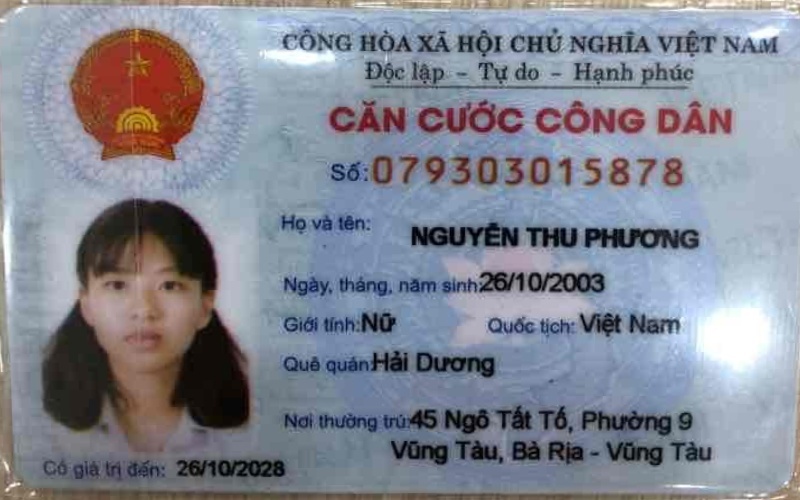 CỘNG HÒA XÃ HỘI CHỦ NGHĨA VIỆT NAM
Độc lập - Tự do - Hạnh phúc
CĂN CƯỚC CÔNG DÂN
Số: 079303015878
Họ và tên: NGUYỄN THU PHƯƠNG
Ngày, tháng, năm sinh: 26/10/2003
Giới tính: Nữ Quốc tịch: Việt Nam
Quê quán: Hải Dương
Nơi thường trú: 45 Ngô Tất Tố, Phường 9
Vũng Tàu, Bà Rịa - Vũng Tàu
Có giá trị đến: 26/10/2028